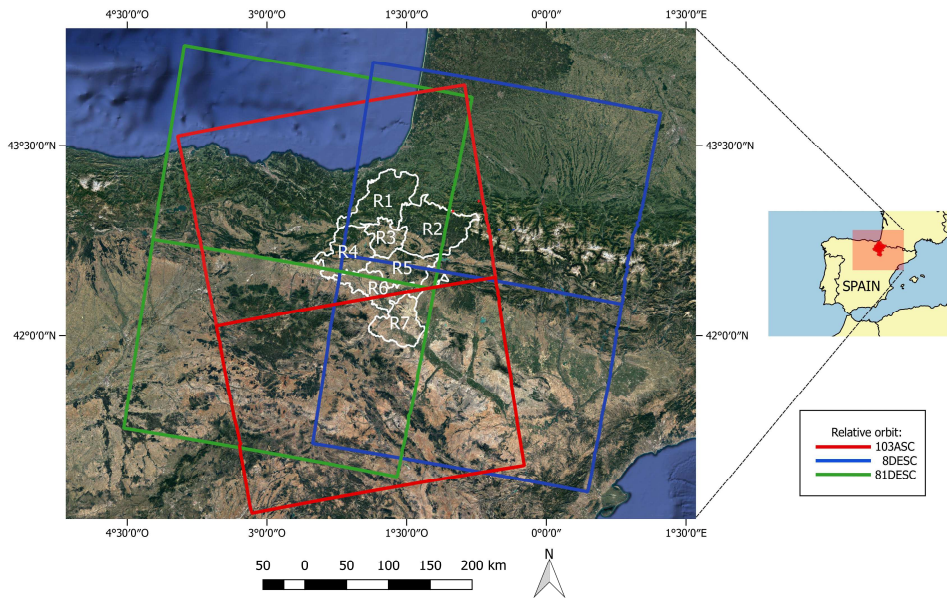 4°30′0″O 3°0′0″O 1°30′0″O 0°0′0″ 1°30′0″E
43°30′0″N 43°30′0″N
R1
R2
R3
R4
R5
R6
R7
42°0′0″N 42°0′0″N
4°30′0″O 3°0′0″O 1°30′0″O 0°0′0″ 1°30′0″E
SPAIN
Relative orbit:
103ASC
8DESC
81DESC
50 0 50 100 150 200 km
N